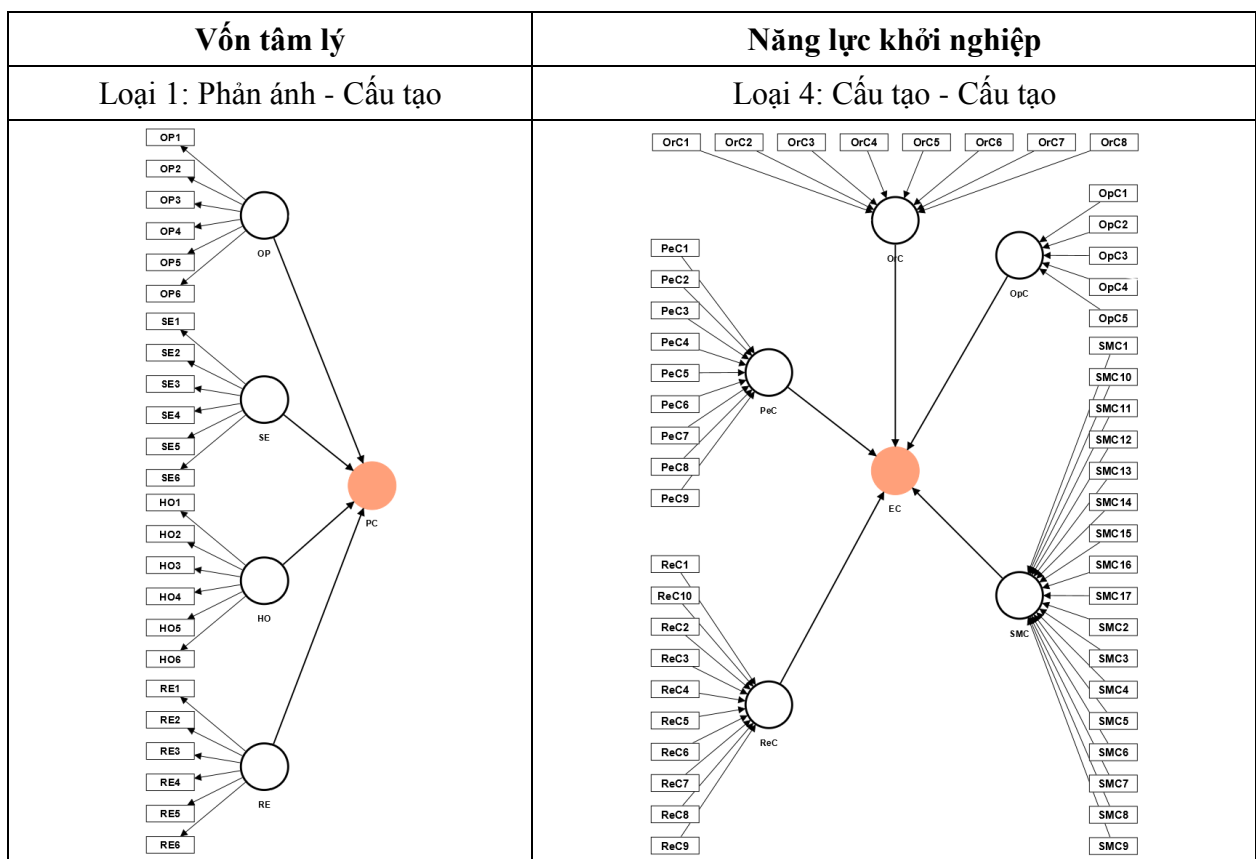 Vốn tâm lý
Năng lực khởi nghiệp
Loại 1: Phản ánh - Cấu tạo
Loại 4: Cấu tạo - Cấu tạo
OP1
OP2
OP3
OP4
OP5
OP6
OP
SE1
SE2
SE3
SE4
SE5
SE6
SE
HO1
HO2
HO3
HO4
HO5
HO6
HO
RE1
RE2
RE3
RE4
RE5
RE6
RE
PC
OrC1
OrC2
OrC3
OrC4
OrC5
OrC6
OrC7
OrC8
OrC
PeC1
PeC2
PeC3
PeC4
PeC5
PeC6
PeC7
PeC8
PeC9
PeC
ReC1
ReC10
ReC2
ReC3
ReC4
ReC5
ReC6
ReC7
ReC8
ReC9
ReC
EC
OpC1
OpC2
OpC3
OpC4
OpC5
OpC
SMC1
SMC10
SMC11
SMC12
SMC13
SMC14
SMC15
SMC16
SMC17
SMC2
SMC3
SMC4
SMC5
SMC6
SMC7
SMC8
SMC9
SMC